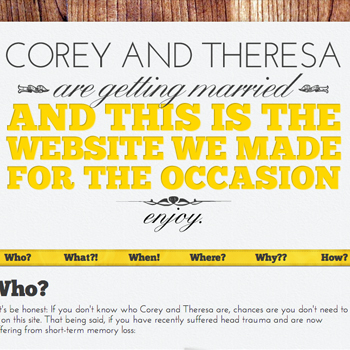 COREY AND THERESA
are getting married
AND THIS IS THE
WEBSITE WE MADE
FOR THE OCCASION
enjoy.
Who? What?! When! Where? Why?? How?
Who?
t's be honest: If you don't know who Corey and Theresa are, chances are you don't need to
on this site. That being said, if you have recently suffered head trauma and are now
ffering from short-term memory loss: